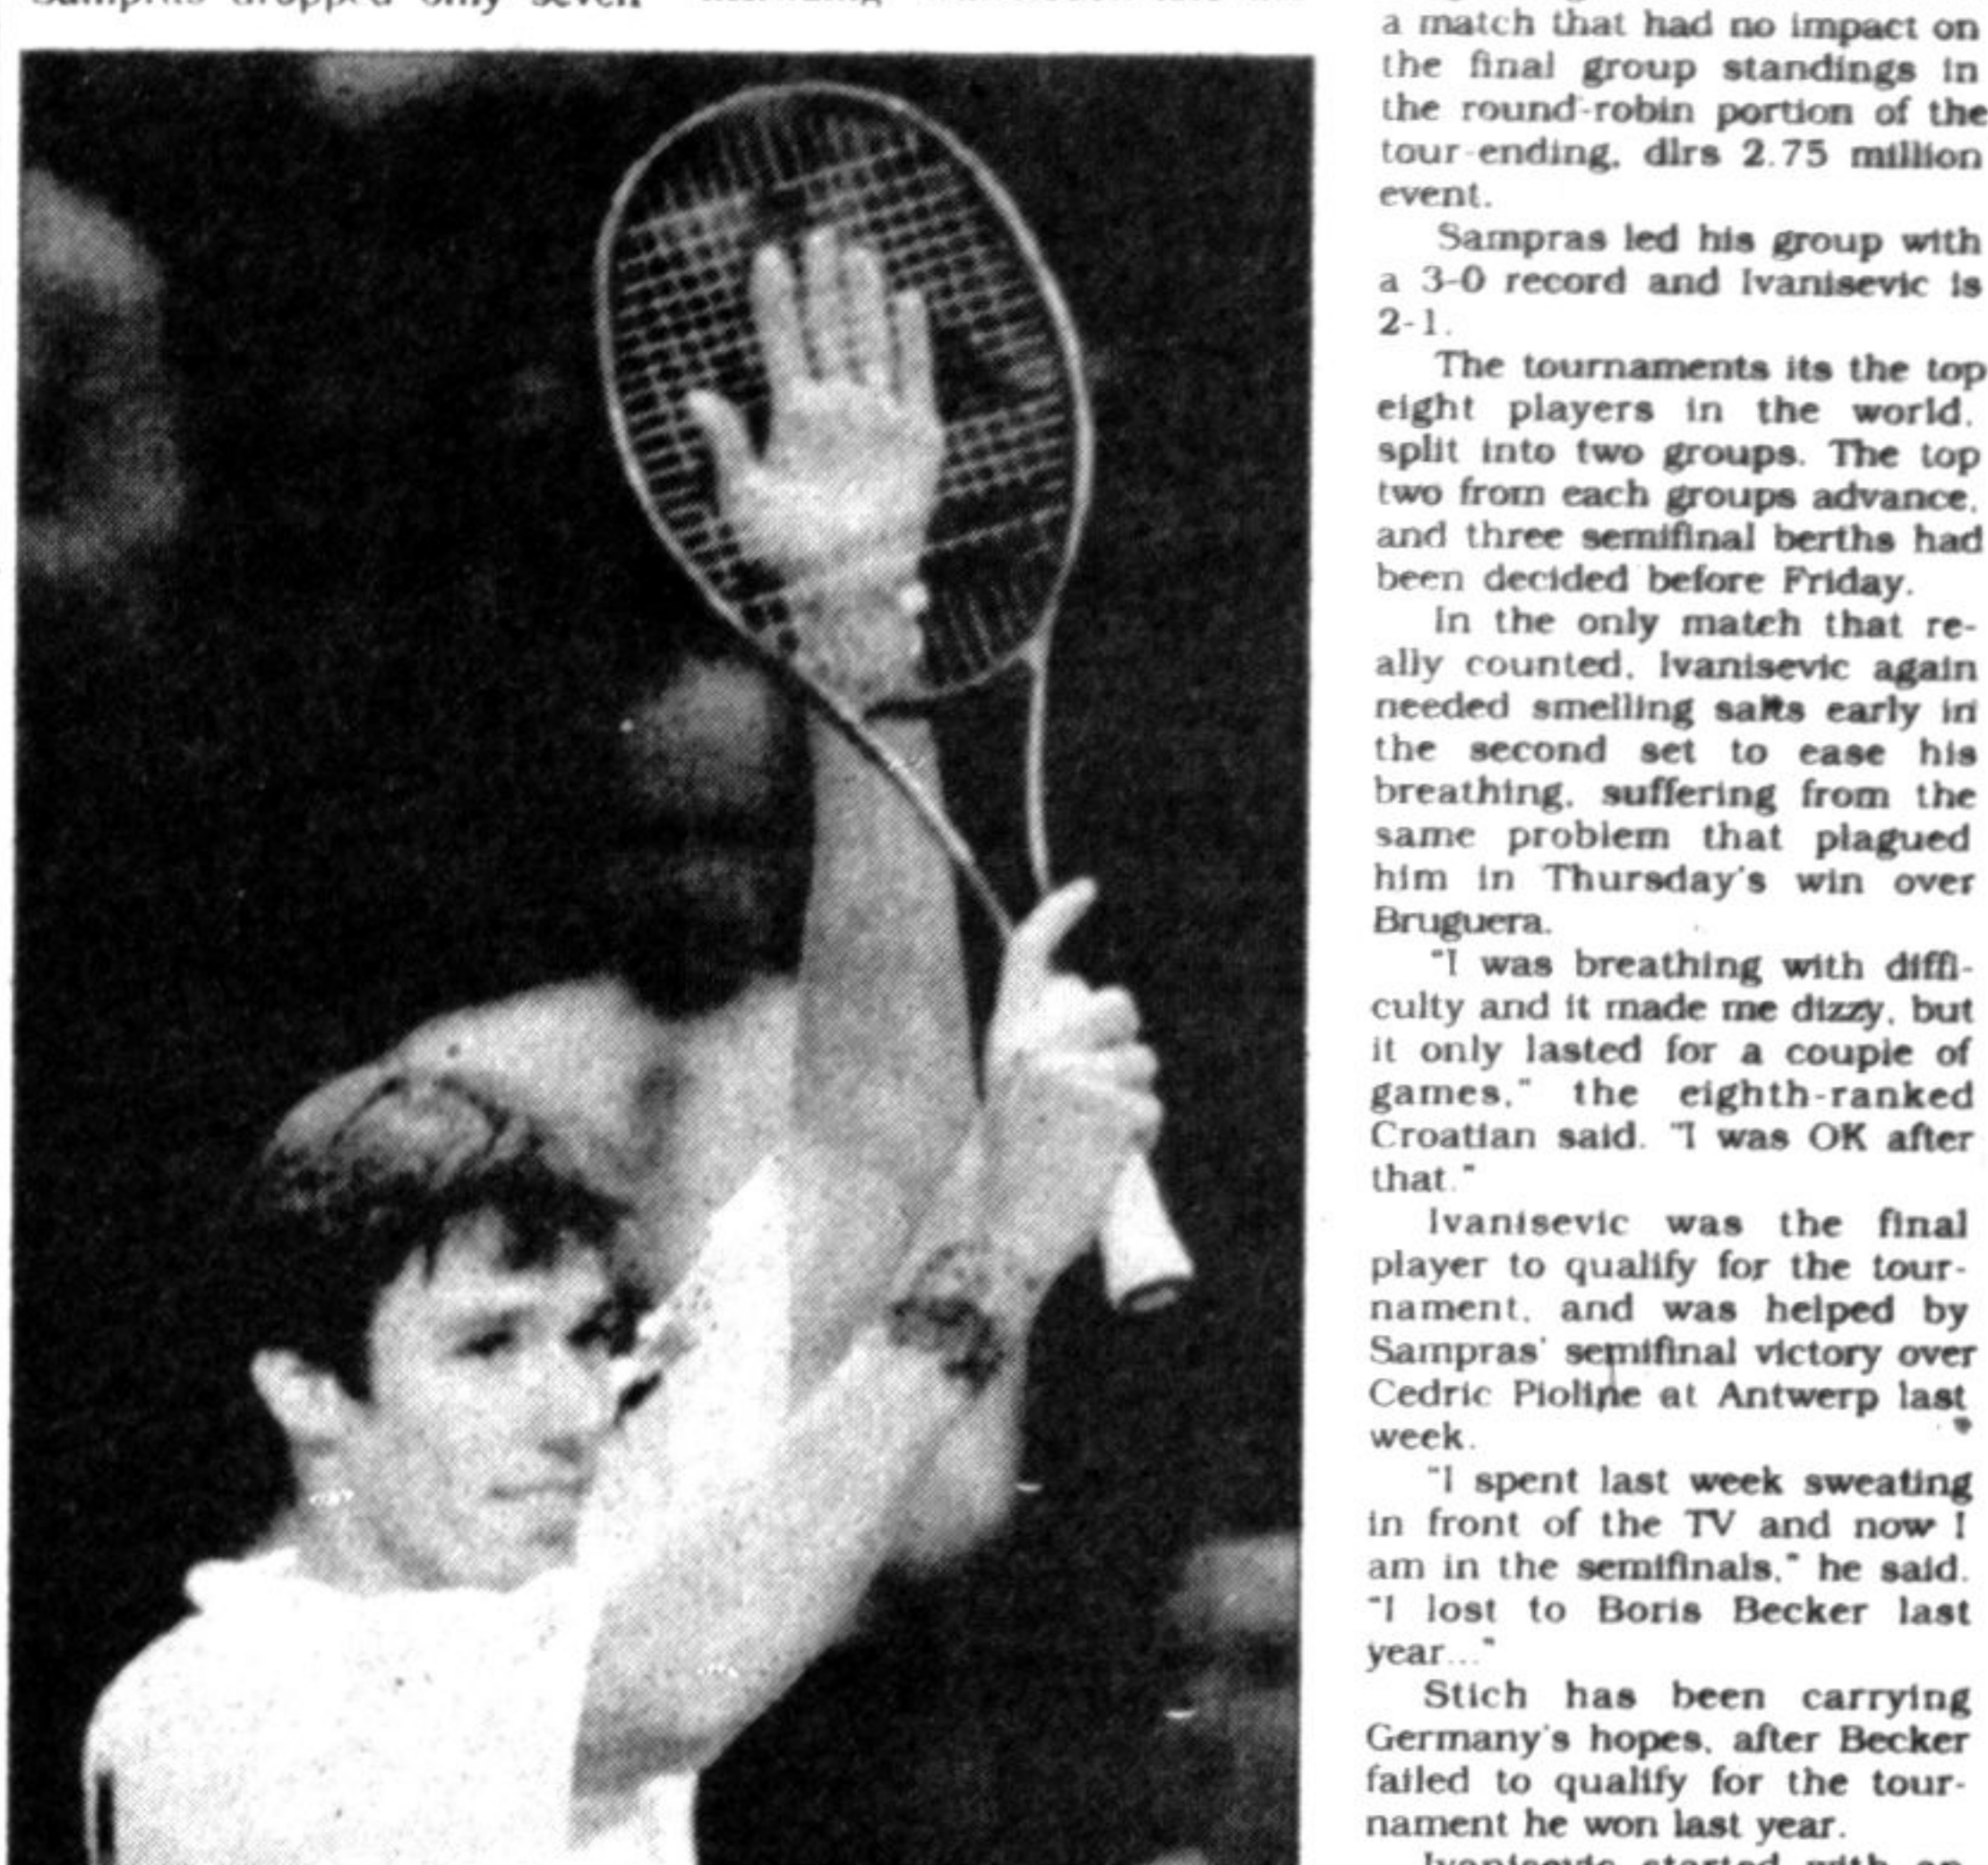 a match that had no impact on
the final group standings in
the round-robin portion of the
tour-ending, dlrs 2.75 million
event.
Sampras led his group with
a 3-0 record and Ivanisevic is
2-1.
The tournaments its the top
eight players in the world,
split into two groups. The top
two from each groups advance,
and three semifinal berths had
been decided before Friday.
In the only match that re-
ally counted, Ivanisevic again
needed smelling salts early in
the second set to ease his
breathing, suffering from the
same problem that plagued
him in Thursday's win over
Bruguera.
"I was breathing with diffi-
culty and it made me dizzy, but
it only lasted for a couple of
games," the eighth-ranked
Croatian said. "I was OK after
that."
Ivanisevic was the final
player to qualify for the tour-
nament, and was helped by
Sampras' semifinal victory over
Cedric Pioline at Antwerp last
week.
"I spent last week sweating
in front of the TV and now I
am in the semifinals," he said.
"I lost to Boris Becker last
year..."
Stich has been carrying
Germany's hopes, after Becker
failed to qualify for the tour-
nament he won last year.